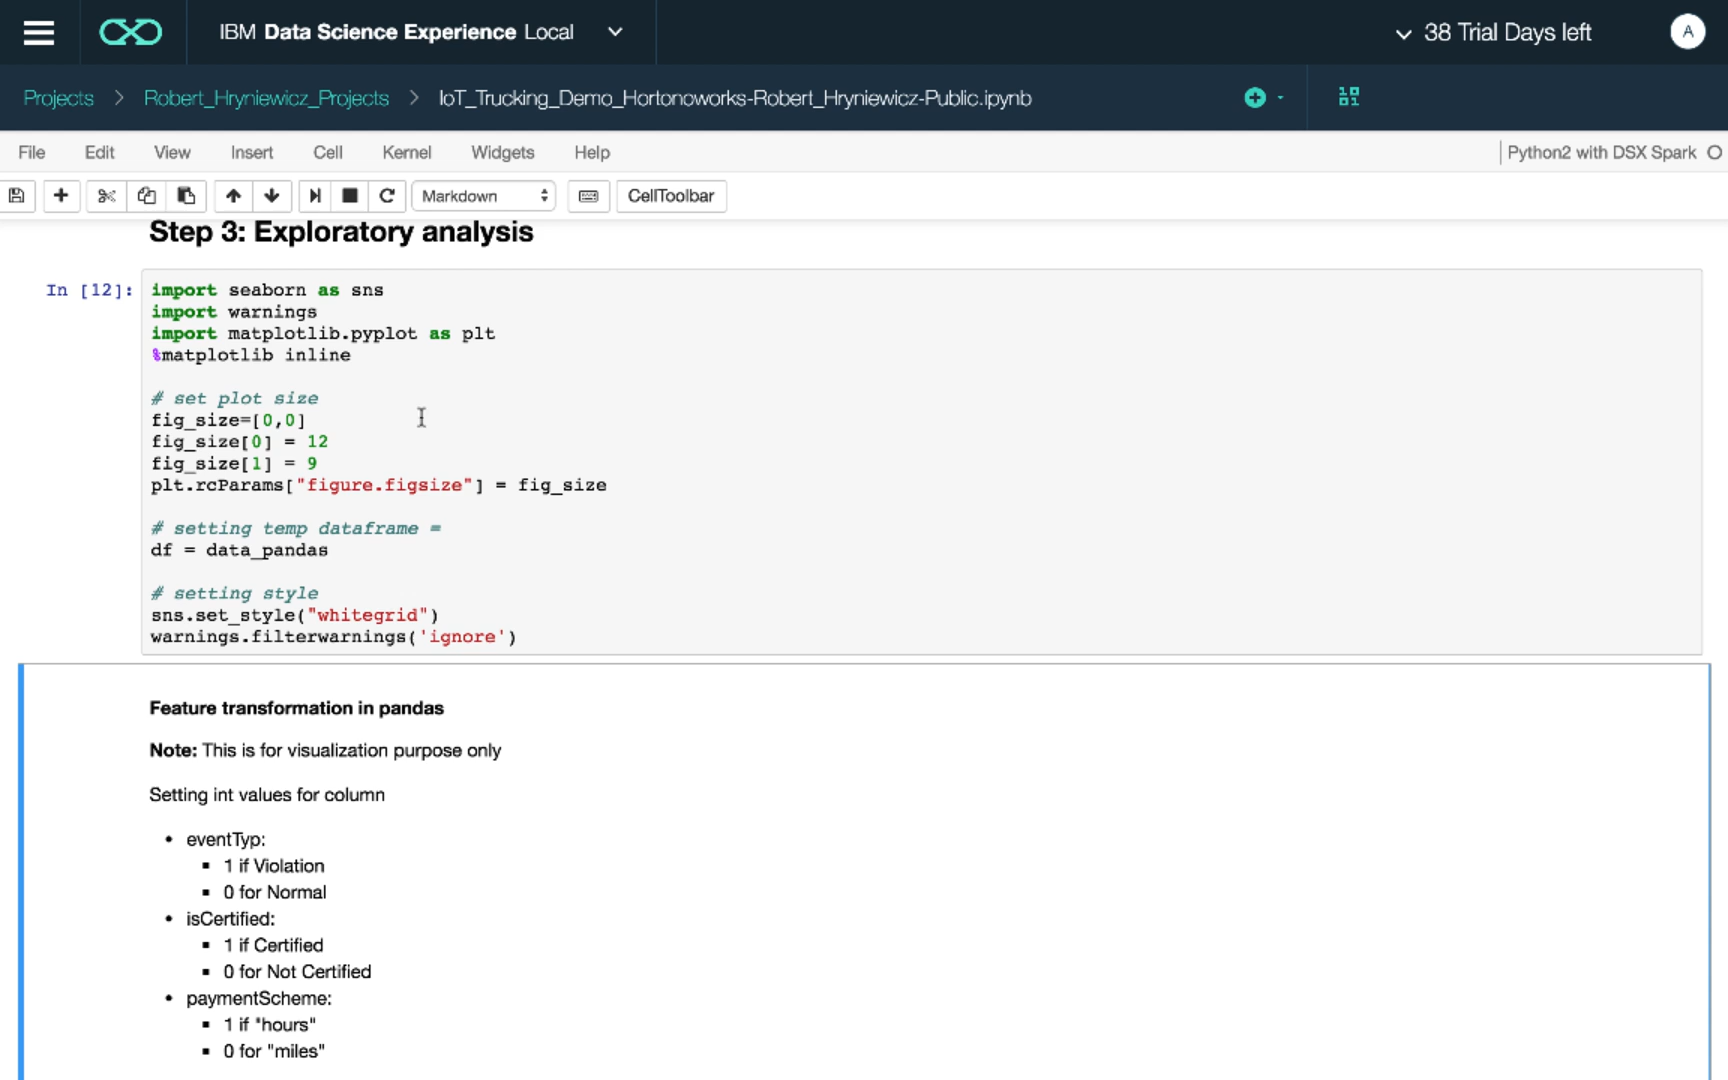 IBM Data Science Experience Local
38 Trial Days left
A
Projects > Robert_Hryniewicz_Projects > IoT_Trucking_Demo_Hortonoworks-Robert_Hryniewicz-Public.ipynb
File Edit View Insert Cell Kernel Widgets Help
Python2 with DSX Spark
Markdown
CellToolbar
Step 3: Exploratory analysis
In [12]:
import seaborn as sns
import warnings
import matplotlib.pyplot as plt
%matplotlib inline
# set plot size
fig_size=[0,0]
fig_size[0] = 12
fig_size[1] = 9
plt.rcParams["figure.figsize"] = fig_size
# setting temp dataframe =
df = data_pandas
# setting style
sns.set_style("whitegrid")
warnings.filterwarnings('ignore')
Feature transformation in pandas
Note: This is for visualization purpose only
Setting int values for column
• eventTyp:
▪ 1 if Violation
▪ 0 for Normal
• isCertified:
▪ 1 if Certified
▪ 0 for Not Certified
• paymentScheme:
▪ 1 if "hours"
▪ 0 for "miles"